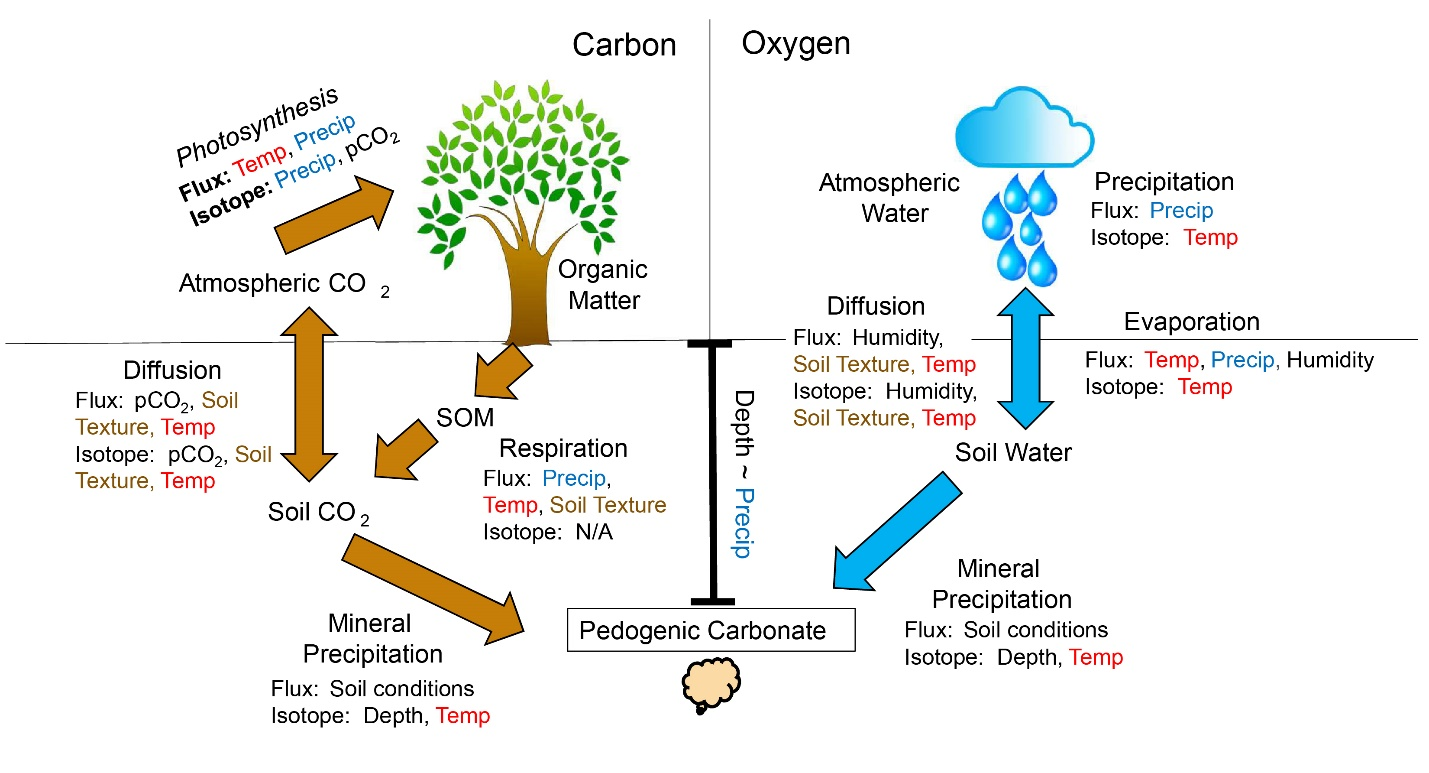 Carbon
Oxygen
Photosynthesis
Flux: Temp, Precip
Isotope: Precip, pCO2
Atmospheric CO 2
Organic
Matter
Atmospheric
Water
Precipitation
Flux: Precip
Isotope: Temp
Diffusion
Flux: pCO2, Soil
Texture, Temp
Isotope: pCO2, Soil
Texture, Temp
SOM
Respiration
Flux: Precip,
Temp, Soil Texture
Isotope: N/A
Soil CO2
Depth ~ Precip
Diffusion
Flux: Humidity,
Soil Texture, Temp
Isotope: Humidity,
Soil Texture, Temp
Evaporation
Flux: Temp, Precip, Humidity
Isotope: Temp
Soil Water
Mineral
Precipitation
Flux: Soil conditions
Isotope: Depth, Temp
Pedogenic Carbonate
Mineral
Precipitation
Flux: Soil conditions
Isotope: Depth, Temp